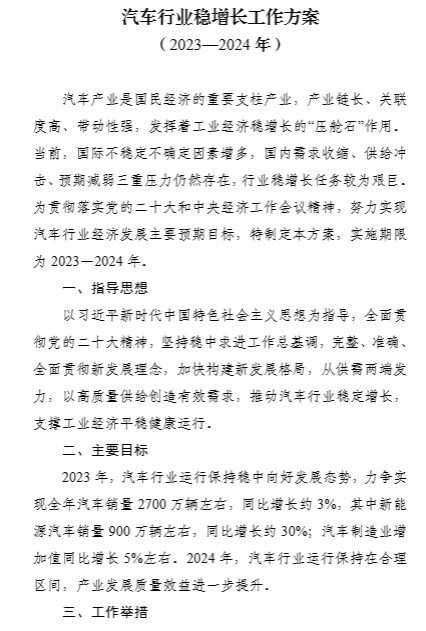 汽车行业稳增长工作方案
（2023—2024 年）
汽车产业是国民经济的重要支柱产业，产业链长、关联
度高、带动性强，发挥着工业经济稳增长的“压舱石”作用。
当前，国际不稳定不确定因素增多，国内需求收缩、供给冲
击、预期减弱三重压力仍然存在，行业稳增长任务较为艰巨。
为贯彻落实党的二十大和中央经济工作会议精神，努力实现
汽车行业经济发展主要预期目标，特制定本方案，实施期限
为 2023—2024 年。
一、指导思想
以习近平新时代中国特色社会主义思想为指导，全面贯
彻党的二十大精神，坚持稳中求进工作总基调，完整、准确、
全面贯彻新发展理念，加快构建新发展格局，从供需两端发
力，以高质量供给创造有效需求，推动汽车行业稳定增长，
支撑工业经济平稳健康运行。
二、主要目标
2023 年，汽车行业运行保持稳中向好发展态势，力争实
现全年汽车销量 2700 万辆左右，同比增长约 3%，其中新能
源汽车销量 900 万辆左右，同比增长约 30%；汽车制造业增
加值同比增长 5%左右。2024 年，汽车行业运行保持在合理
区间，产业发展质量效益进一步提升。
三、工作举措